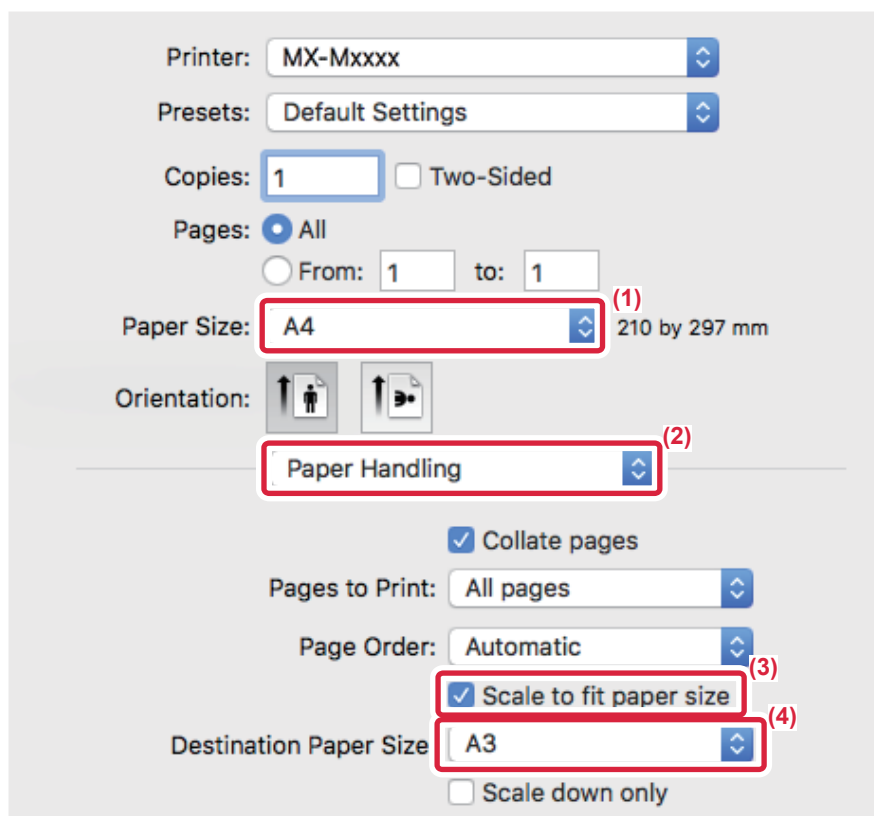 Printer: MX-Mxxxx
Presets: Default Settings
Copies: 1 Two-Sided
Pages: All
From: 1 to: 1
(1)
Paper Size: A4 210 by 297 mm
Orientation:
(2)
Paper Handling
Collate pages
Pages to Print: All pages
Page Order: Automatic
(3)
Scale to fit paper size
(4)
Destination Paper Size A3
Scale down only